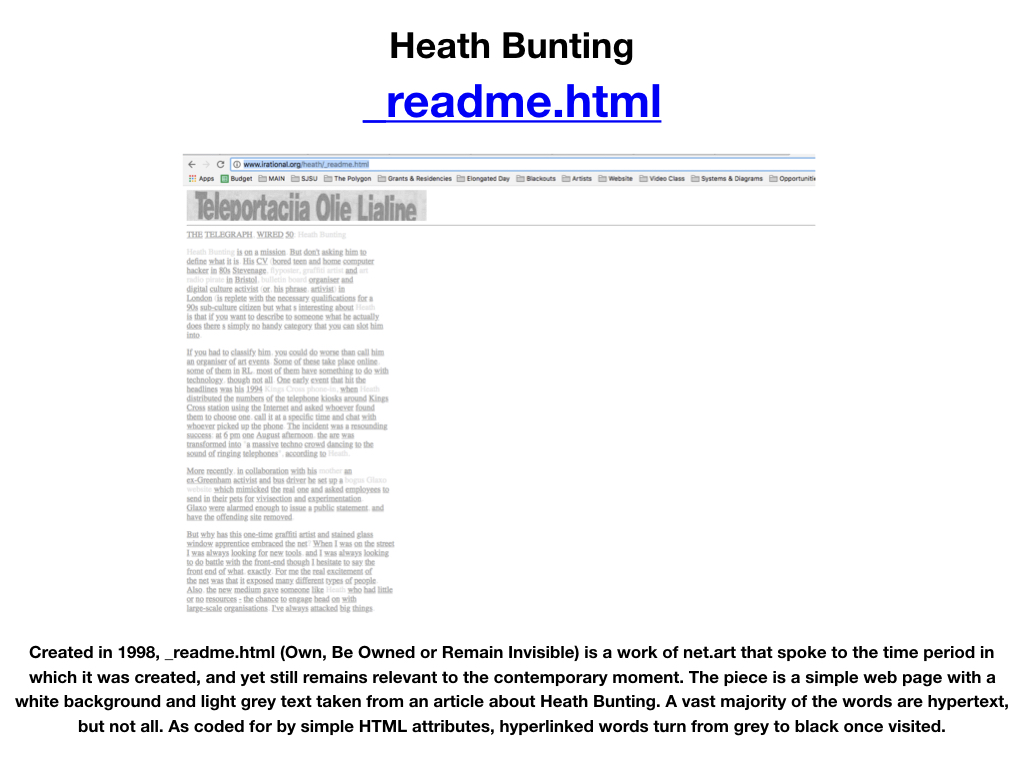 Heath Bunting
_readme.html
www.irational.org/heath/_readme.html
Apps Budget MAIN SJSU The Polygon Grants & Residencies Elongated Day Blackouts Artists Website Video Class Systems & Diagrams Opportuniti
Teleportacija Olie Lialine
THE TELEGRAPH, WIRED 50: Heath Bunting
Heath Bunting is on a mission. But don't asking him to
define what it is. His CV (bored teen and home computer
hacker in 80s Stevenage, flyposter, graffiti artist and art
radio pirate in Bristol, bulletin board organiser and
digital culture activist (or, his phrase, artivist) in
London) is replete with the necessary qualifications for a
90s sub-culture citizen but what s interesting about Heath
is that if you want to describe to someone what he actually
does there s simply no handy category that you can slot him
into.
If you had to classify him, you could do worse than call him
an organiser of art events. Some of these take place online,
some of them in RL, most of them have something to do with
technology, though not all. One early event that hit the
headlines was his 1994 Kings Cross phone-in, when Heath
distributed the numbers of the telephone kiosks around Kings
Cross station using the Internet and asked whoever found
them to choose one, call it at a specific time and chat with
whoever picked up the phone. The incident was a resounding
success, at 6 pm one August afternoon, the are was
transformed into "a massive techno crowd dancing to the
sound of ringing telephones", according to Heath.
More recently, in collaboration with his mother an
ex-Greenham activist and bus driver he set up a bogus Glaxo
website which mimicked the real one and asked employees to
send in their pets for vivisection and experimentation.
Glaxo were alarmed enough to issue a public statement, and
have the offending site removed.
But why has this one-time graffiti artist and stained glass
window apprentice embraced the net? When I was on the street
I was always looking for new tools, and I was always looking
to do battle with the front-end though I hesitate to say the
front end of what, exactly. For me the real excitement of
the net was that it exposed many different types of people.
Also, the new medium gave someone like Heath who had little
or no resources - the chance to engage head on with
large-scale organisations. I've always attacked big things
Created in 1998, _readme.html (Own, Be Owned or Remain Invisible) is a work of net.art that spoke to the time period in
which it was created, and yet still remains relevant to the contemporary moment. The piece is a simple web page with a
white background and light grey text taken from an article about Heath Bunting. A vast majority of the words are hypertext,
but not all. As coded for by simple HTML attributes, hyperlinked words turn from grey to black once visited.